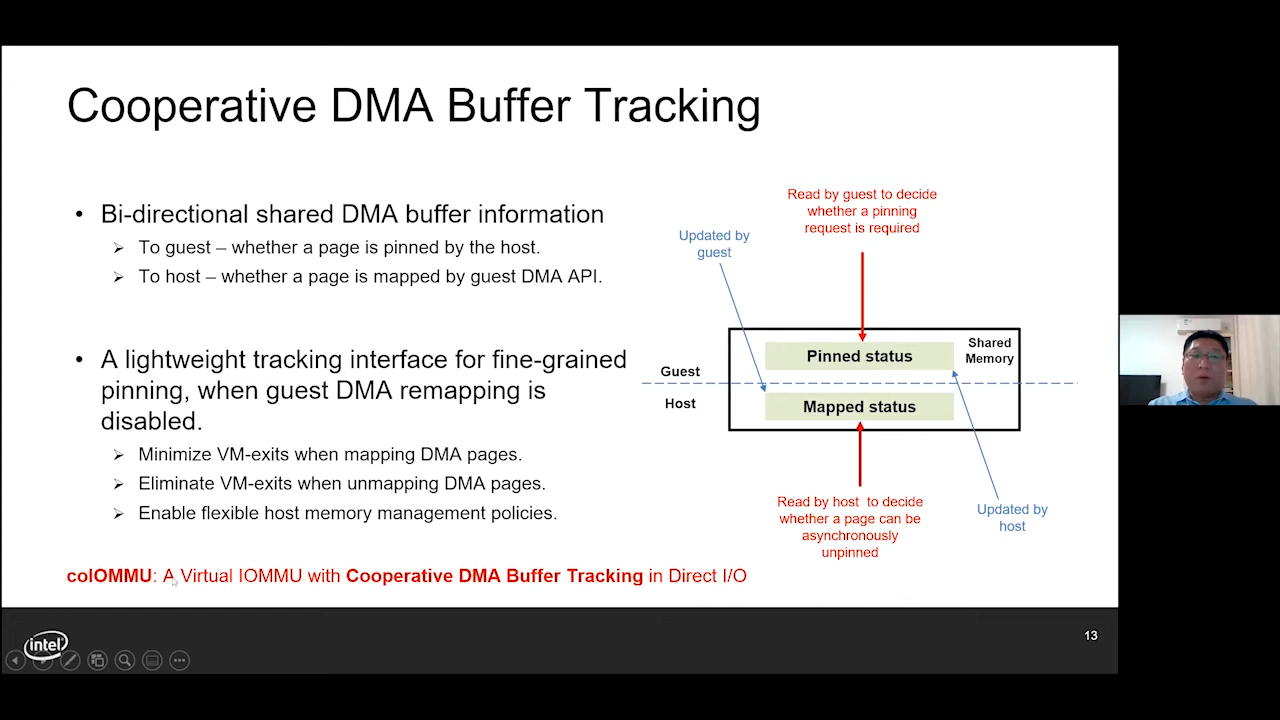 Cooperative DMA Buffer Tracking
• Bi-directional shared DMA buffer information
➢ To guest – whether a page is pinned by the host.
➢ To host – whether a page is mapped by guest DMA API.
• A lightweight tracking interface for fine-grained
pinning, when guest DMA remapping is
disabled.
➢ Minimize VM-exits when mapping DMA pages.
➢ Eliminate VM-exits when unmapping DMA pages.
➢ Enable flexible host memory management policies.
coIOMMU: A Virtual IOMMU with Cooperative DMA Buffer Tracking in Direct I/O
Read by guest to decide
whether a pinning
request is required
Updated by
guest
Pinned status
Shared
Memory
Guest
Host
Mapped status
Read by host to decide
whether a page can be
asynchronously
unpinned
Updated by
host
intel
13